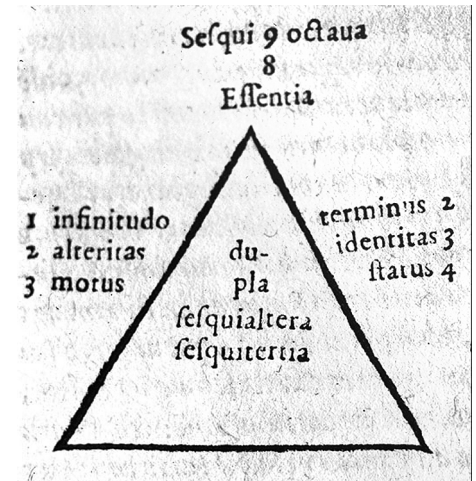 Seſqui 9 octaua
8
Eſſentia
1 infinitudo
2 alteritas
3 motus
terminus 2
identitas 3
ſtatus 4
du-
pla
ſeſquialtera
ſeſquitertia